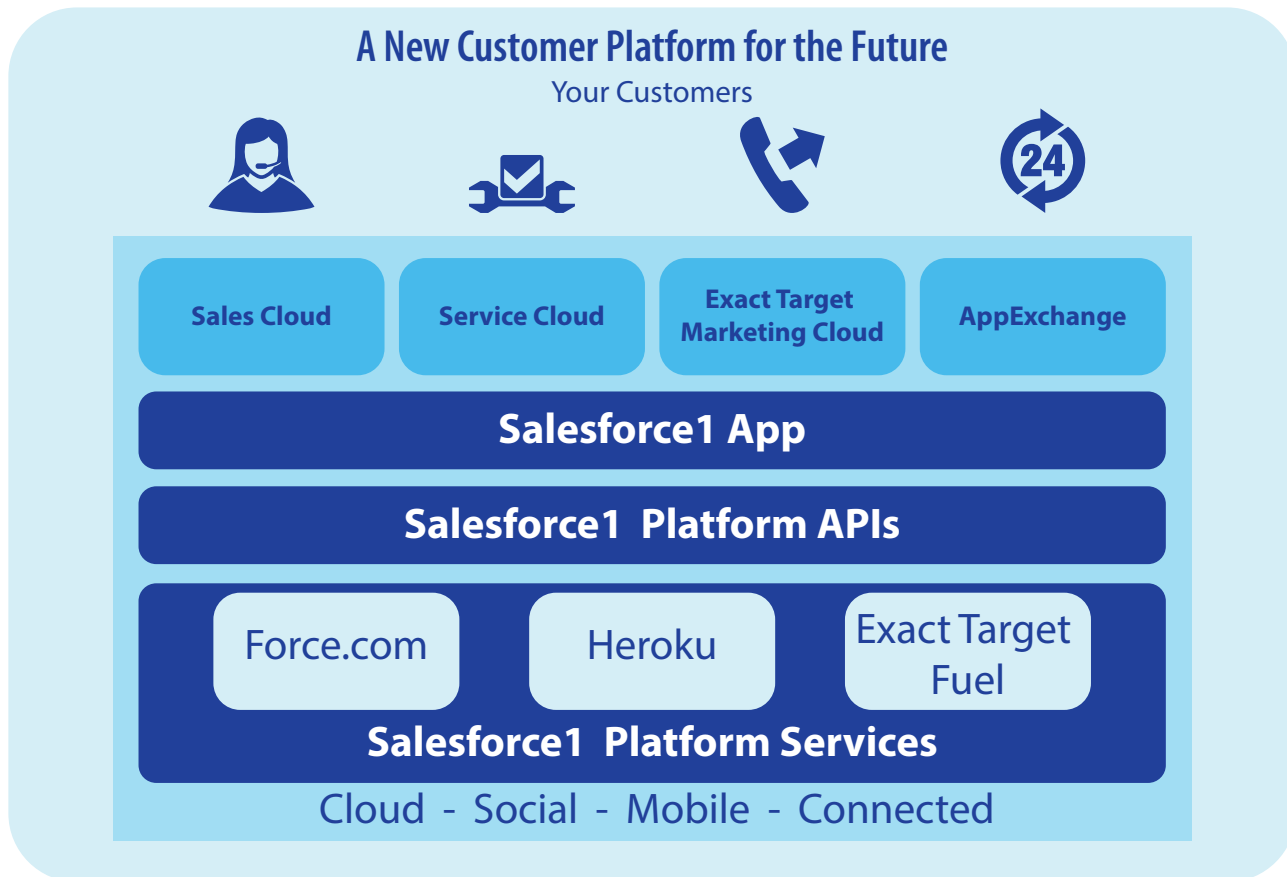 A New Customer Platform for the Future
Your Customers
24
Sales Cloud
Service Cloud
Exact Target
Marketing Cloud
AppExchange
Salesforce1 App
Salesforce1 Platform APIs
Force.com
Heroku
Exact Target
Fuel
Salesforce1 Platform Services
Cloud - Social - Mobile - Connected